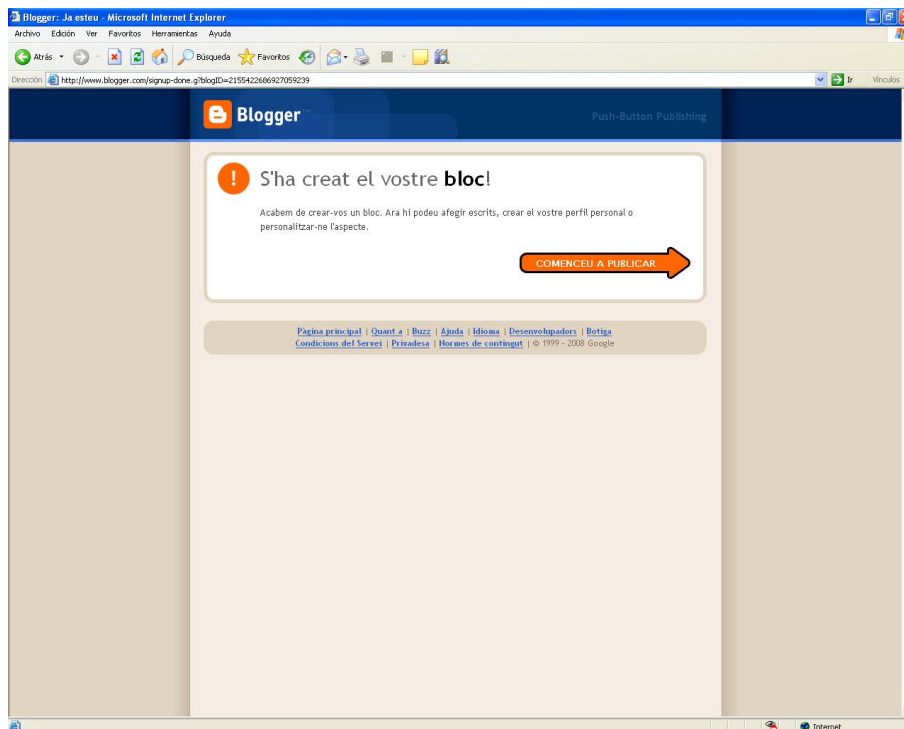 Blogger: Ja esteu - Microsoft Internet Explorer
Archivo Edición Ver Favoritos Herramientas Ayuda
Atrás Búsqueda Favoritos
Dirección http://www.blogger.com/signup-done.g?blogID=2155422686927059239 Ir Vínculos
Blogger™ Push-Button Publishing
! S'ha creat el vostre bloc!
Acabem de crear-vos un bloc. Ara hi podeu afegir escrits, crear el vostre perfil personal o
personalitzar-ne l'aspecte.
COMENCEU A PUBLICAR
Pàgina principal | Quant a | Buzz | Ajuda | Idioma | Desenvolupadors | Botiga
Condicions del Servei | Privadesa | Normes de contingut | © 1999 - 2008 Google
Internet